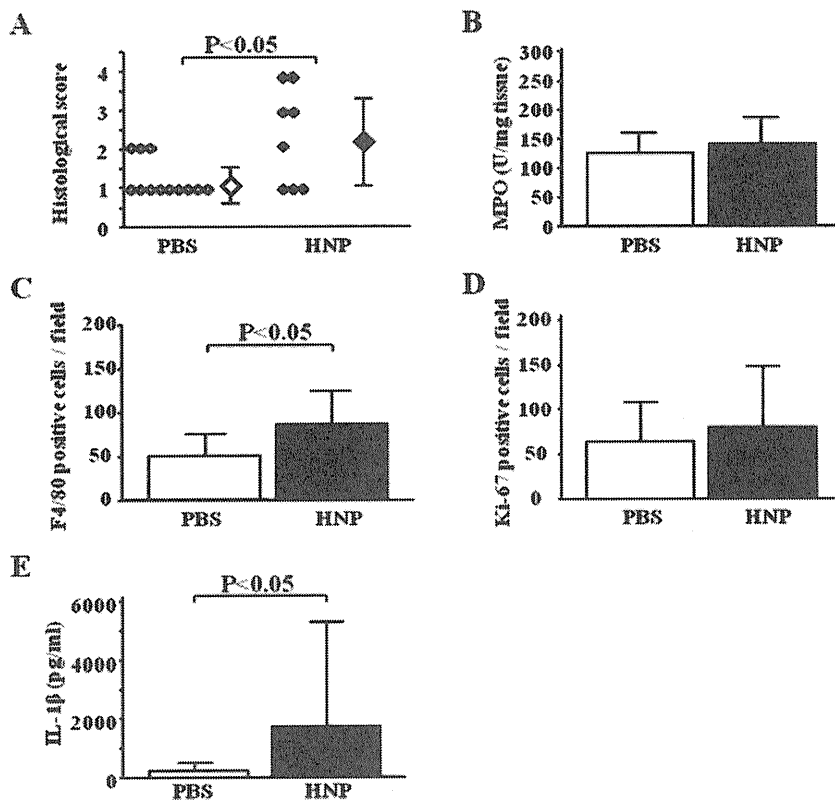 A
P<0.05
Histological score
4
3
2
1
0
PBS
HNP
B
MPO (U/mg tissue)
300
250
200
150
100
50
0
PBS
HNP
C
P<0.05
F4/80 positive cells / field
200
150
100
50
0
PBS
HNP
D
Ki-67 positive cells / field
200
150
100
50
0
PBS
HNP
E
P<0.05
IL-1β (pg/ml)
6000
4000
2000
0
PBS
HNP